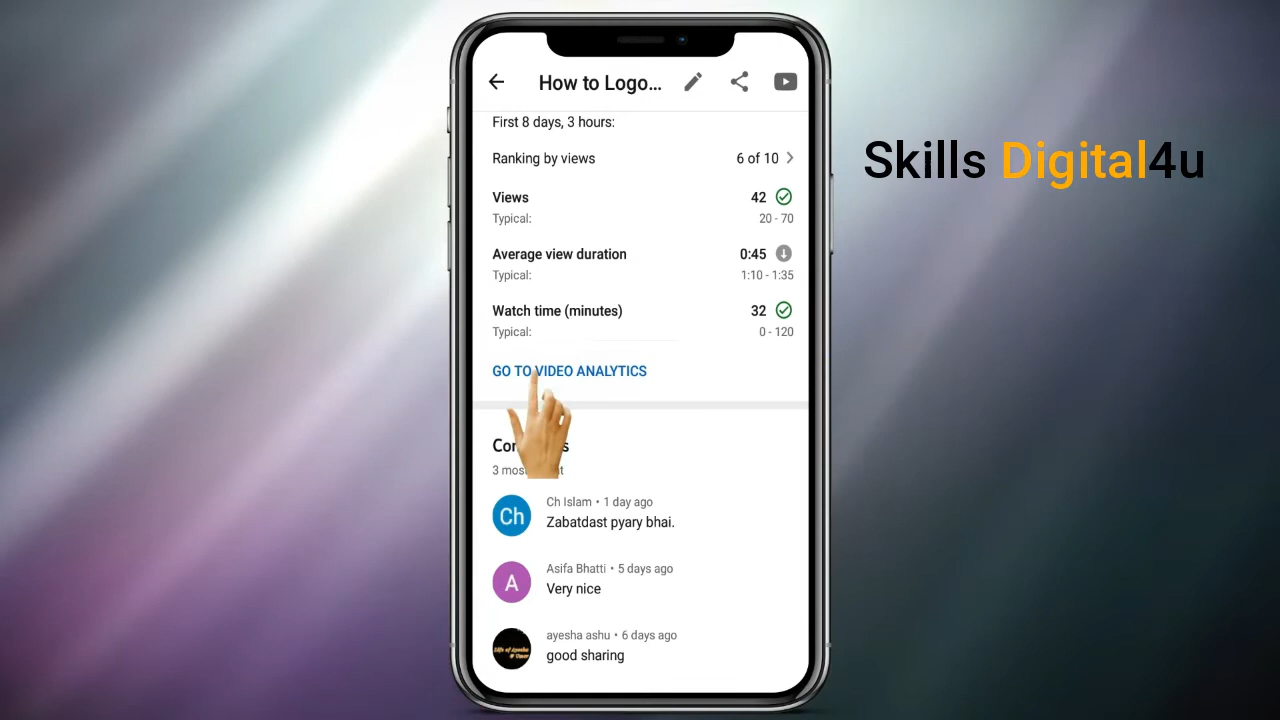 How to Logo...
Skills Digital4u
First 8 days, 3 hours:
Ranking by views 6 of 10
Views 42
Typical: 20 - 70
Average view duration 0:45
Typical: 1:10 - 1:35
Watch time (minutes) 32
Typical: 0 - 120
GO TO VIDEO ANALYTICS
3
Ch Islam • 1 day ago
Ch
Zabatdast pyary bhai.
Asifa Bhatti • 5 days ago
A
Very nice
ayesha ashu • 6 days ago
good sharing